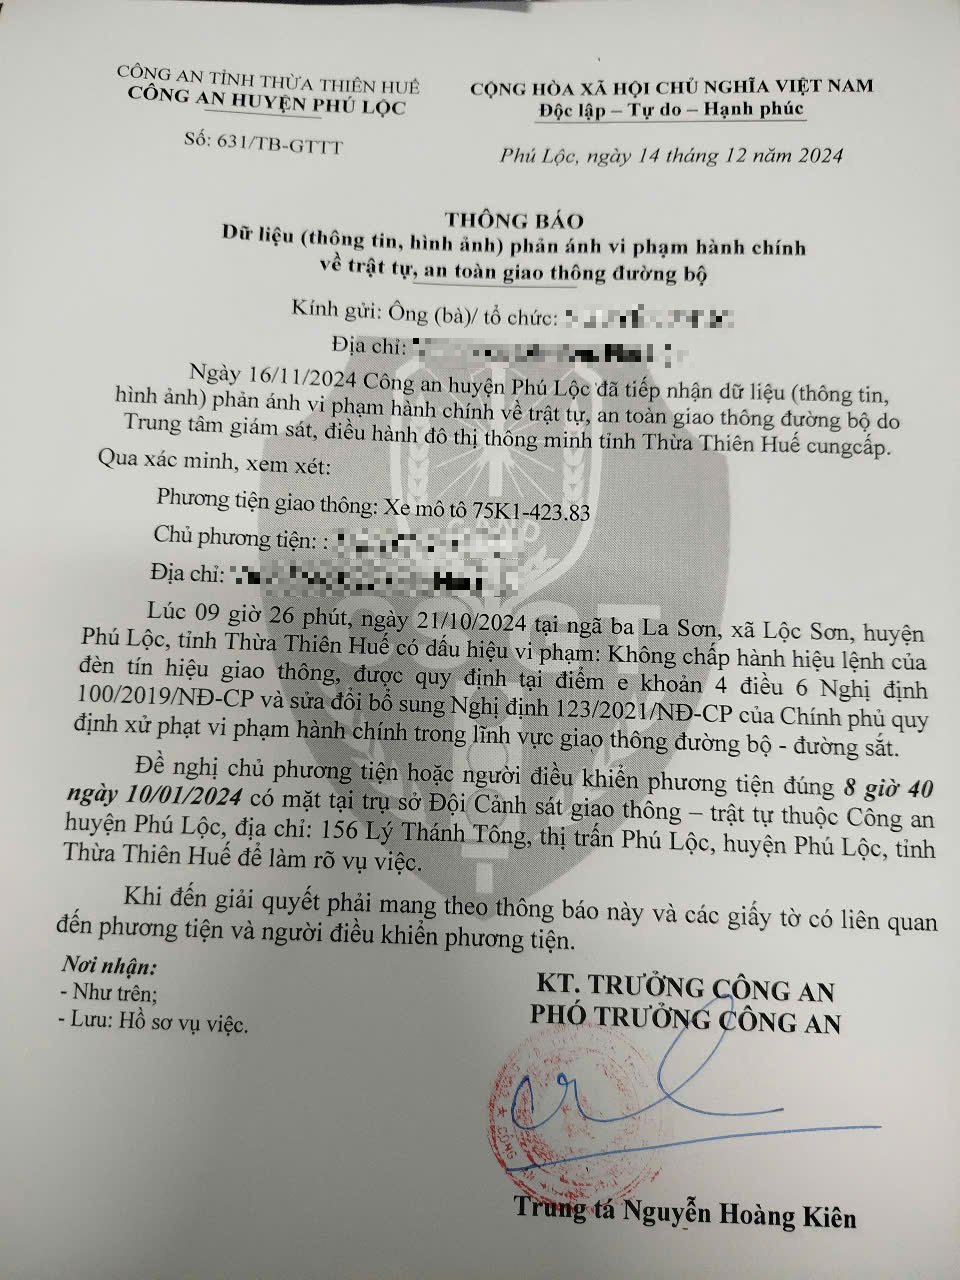 CÔNG AN TỈNH THỪA THIÊN HUẾ
CÔNG AN HUYỆN PHÚ LỘC
Số: 631/TB-GTTT
CỘNG HÒA XÃ HỘI CHỦ NGHĨA VIỆT NAM
Độc lập – Tự do – Hạnh phúc
Phú Lộc, ngày 14 tháng 12 năm 2024
THÔNG BÁO
Dữ liệu (thông tin, hình ảnh) phản ánh vi phạm hành chính
về trật tự, an toàn giao thông đường bộ
Kính gửi: Ông (bà)/ tổ chức:
Địa chỉ:
Ngày 16/11/2024 Công an huyện Phú Lộc đã tiếp nhận dữ liệu (thông tin,
hình ảnh) phản ánh vi phạm hành chính về trật tự, an toàn giao thông đường bộ do
Trung tâm giám sát, điều hành đô thị thông minh tỉnh Thừa Thiên Huế cungcấp.
Qua xác minh, xem xét:
Phương tiện giao thông: Xe mô tô 75K1-423.83
Chủ phương tiện: :
Địa chỉ:
Lúc 09 giờ 26 phút, ngày 21/10/2024 tại ngã ba La Sơn, xã Lộc Sơn, huyện
Phú Lộc, tỉnh Thừa Thiên Huế có dấu hiệu vi phạm: Không chấp hành hiệu lệnh của
đèn tín hiệu giao thông, được quy định tại điểm e khoản 4 điều 6 Nghị định
100/2019/NĐ-CP và sửa đổi bổ sung Nghị định 123/2021/NĐ-CP của Chính phủ quy
định xử phạt vi phạm hành chính trong lĩnh vực giao thông đường bộ - đường sắt.
Đề nghị chủ phương tiện hoặc người điều khiển phương tiện đúng 8 giờ 40
ngày 10/01/2024 có mặt tại trụ sở Đội Cảnh sát giao thông – trật tự thuộc Công an
huyện Phú Lộc, địa chỉ: 156 Lý Thánh Tông, thị trấn Phú Lộc, huyện Phú Lộc, tỉnh
Thừa Thiên Huế để làm rõ vụ việc.
Khi đến giải quyết phải mang theo thông báo này và các giấy tờ có liên quan
đến phương tiện và người điều khiển phương tiện.
Nơi nhận:
- Như trên;
- Lưu: Hồ sơ vụ việc.
KT. TRƯỞNG CÔNG AN
PHÓ TRƯỞNG CÔNG AN
CÔNG AN
Trung tá Nguyễn Hoàng Kiên
CAND
CSGT